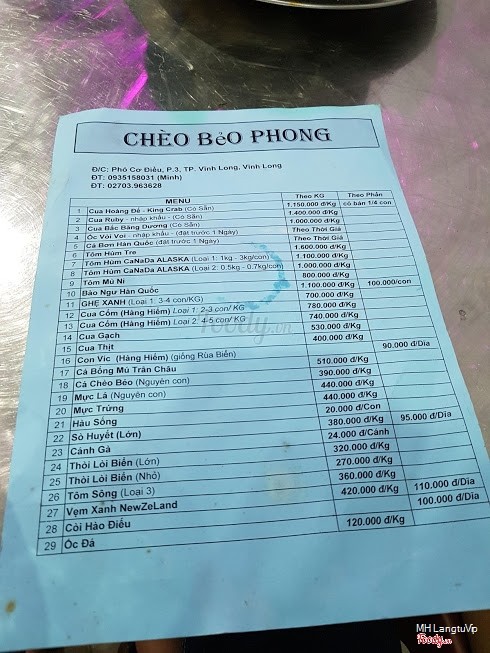 CHÈO BẺO PHONG
Đ/C: Phó Cơ Điều, P.3, TP. Vĩnh Long, Vĩnh Long
ĐT: 0935158031 (Minh)
ĐT: 02703.963628
MENU Theo KG Theo Phần
1 Cua Hoàng Đế - King Crab (Có Sẵn) 1.150.000 đ/Kg có bán 1/4 con
2 Cua Ruby - nhập khẩu - (Có Sẵn) 1.400.000 đ/Kg
3 Cua Bắc Băng Dương (Có Sẵn) 1.000.000 đ/Kg
4 Ốc Vòi Voi - nhập khẩu - (đặt trước 1 Ngày) Theo Thời Giá
5 Cá Bơn Hàn Quốc (đặt trước 1 Ngày) Theo Thời Giá
6 Tôm Hùm Tre 1.600.000 đ/Kg
7 Tôm Hùm CaNaDa ALASKA (Loại 1: 1kg - 3kg/con) 1.100.000 đ/Kg
8 Tôm Hùm CaNaDa ALASKA (Loại 2: 0.5kg - 0.7kg/con) 1.000.000 đ/Kg
9 Tôm Mũ Ni 800.000 đ/Kg
10 Bào Ngư Hàn Quốc 1.100.000 đ/Kg 100.000/con
11 GHẸ XANH (Loại 1: 3-4 con/KG) 700.000 đ/Kg
12 Cua Cốm (Hàng Hiếm) Loại 1: 2-3 con/ KG 780.000 đ/Kg
13 Cua Cốm (Hàng Hiếm) Loại 2: 4-5 con/ KG 740.000 đ/Kg
14 Cua Gạch 530.000 đ/Kg
15 Cua Thịt 400.000 đ/Kg
16 Con Vic (Hàng Hiếm) (giống Rùa Biển) 90.000 đ/Dĩa
17 Cá Bống Mú Trân Châu 510.000 đ/Kg
18 Cá Chẻo Bẻo (Nguyên con) 390.000 đ/Kg
19 Mực Lá (Nguyên con) 440.000 đ/Kg
20 Mực Trứng 440.000 đ/Kg
21 Hàu Sống 20.000 đ/Con
22 Sò Huyết (Lớn) 380.000 đ/Kg 95.000 đ/Dĩa
23 Cánh Gà 24.000 đ/Cánh
24 Thòi Lòi Biển (Lớn) 320.000 đ/Kg
25 Thòi Lòi Biển (Nhỏ) 270.000 đ/Kg
26 Tôm Sông (Loại 3) 360.000 đ/Kg
27 Vẹm Xanh NewZeLand 420.000 đ/Kg 110.000 đ/Dĩa
28 Còi Hào Điếu 100.000 đ/Dĩa
29 Ốc Đá 120.000 đ/Kg
Foody.vn
MH LangtuVip
Foody.vn